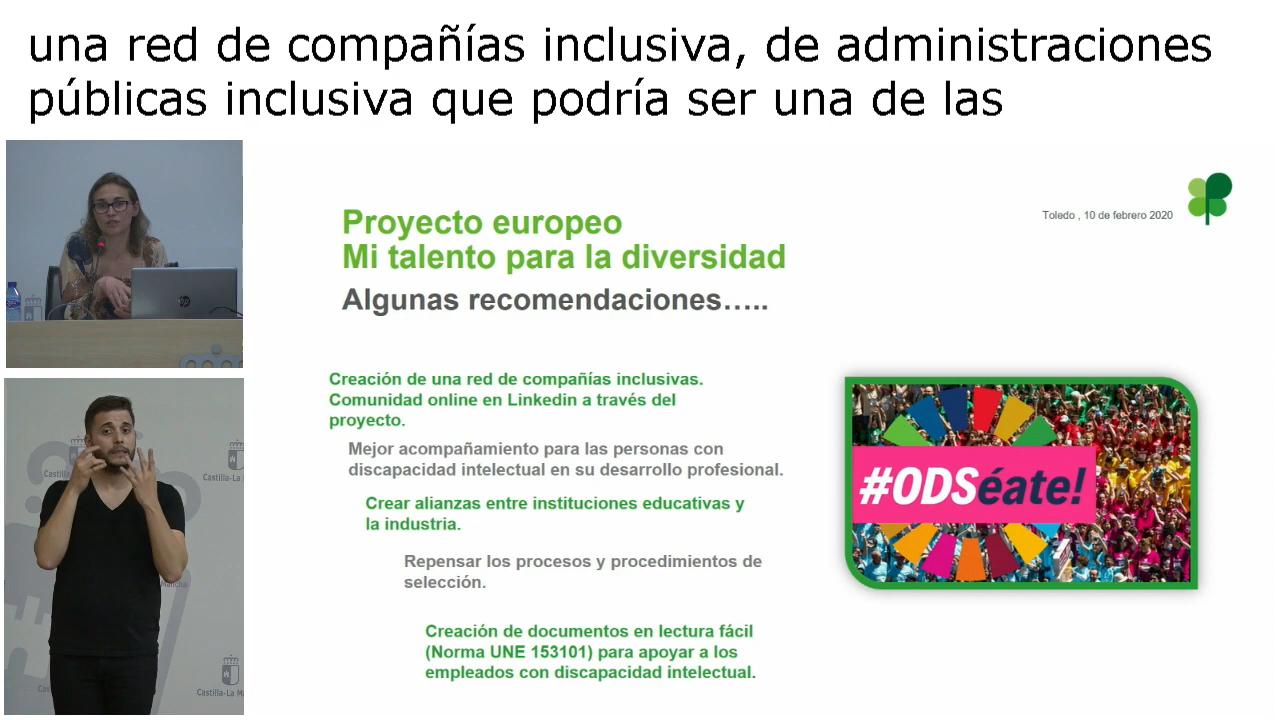 una red de compañías inclusiva, de administraciones
públicas inclusiva que podría ser una de las
Toledo , 10 de febrero 2020
Proyecto europeo
Mi talento para la diversidad
Algunas recomendaciones.....
Creación de una red de compañías inclusivas.
Comunidad online en Linkedin a través del
proyecto.
Mejor acompañamiento para las personas con
discapacidad intelectual en su desarrollo profesional.
Crear alianzas entre instituciones educativas y
la industria.
Repensar los procesos y procedimientos de
selección.
Creación de documentos en lectura fácil
(Norma UNE 153101) para apoyar a los
empleados con discapacidad intelectual.
#ODSéate!
hp
Castilla-La M
Castilla-La Ma